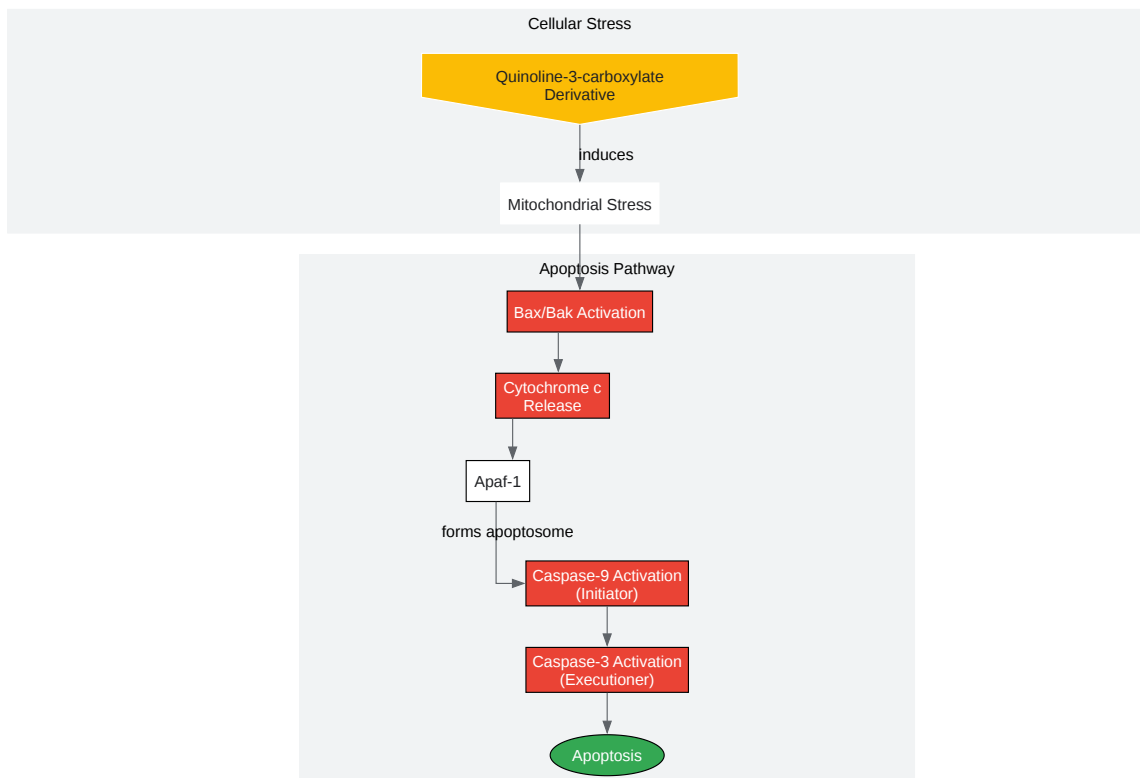 Cellular Stress
Quinoline-3-carboxylate
Derivative
induces
Mitochondrial Stress
Apoptosis Pathway
Bax/Bak Activation
Cytochrome c
Release
Apaf-1
forms apoptosome
Caspase-9 Activation
(Initiator)
Caspase-3 Activation
(Executioner)
Apoptosis